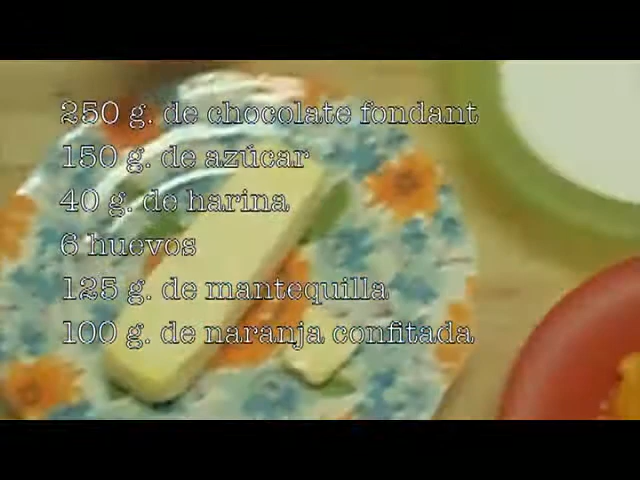 250 g. de chocolate fondant
150 g. de azúcar
40 g. de harina
6 huevos
125 g. de mantequilla
100 g. de naranja confitada